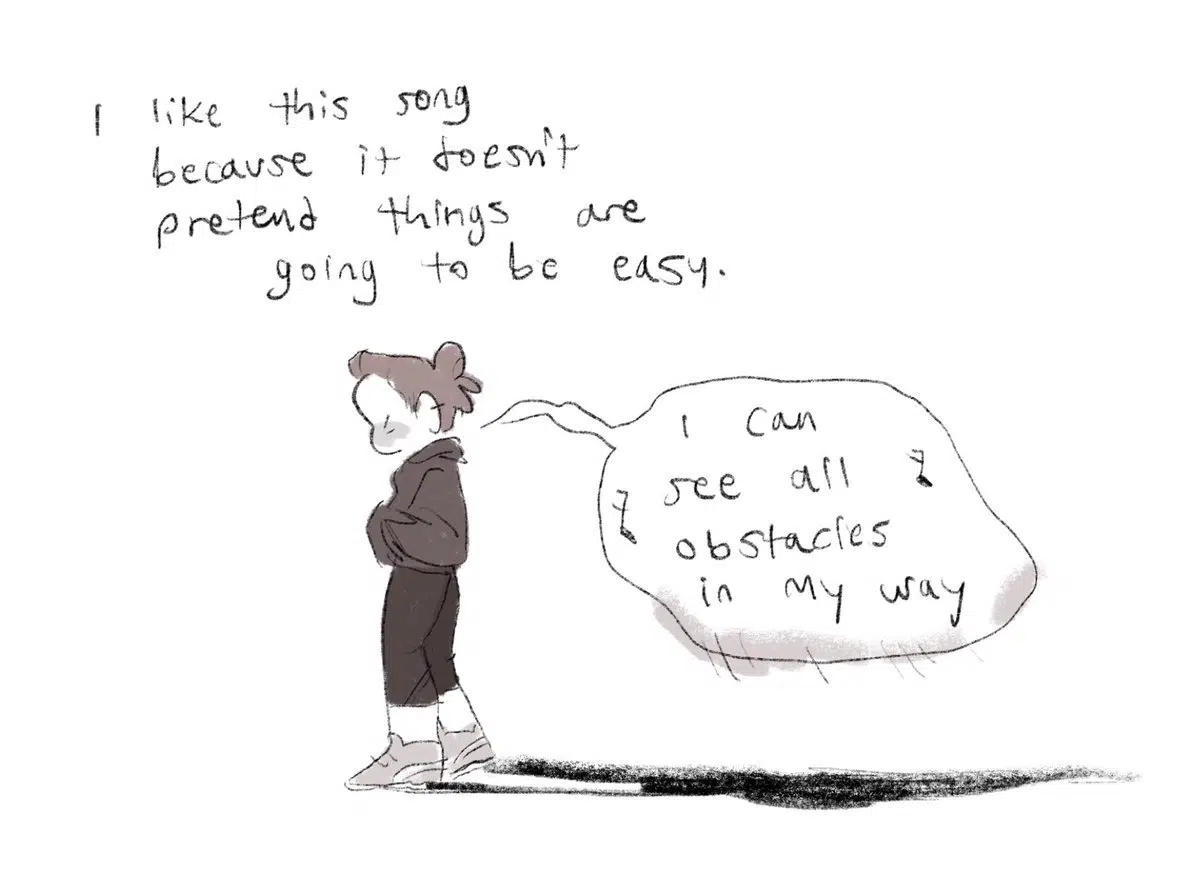 I like this song
because it doesn't
pretend things are
going to be easy.
I can
see all
obstacles
in my way